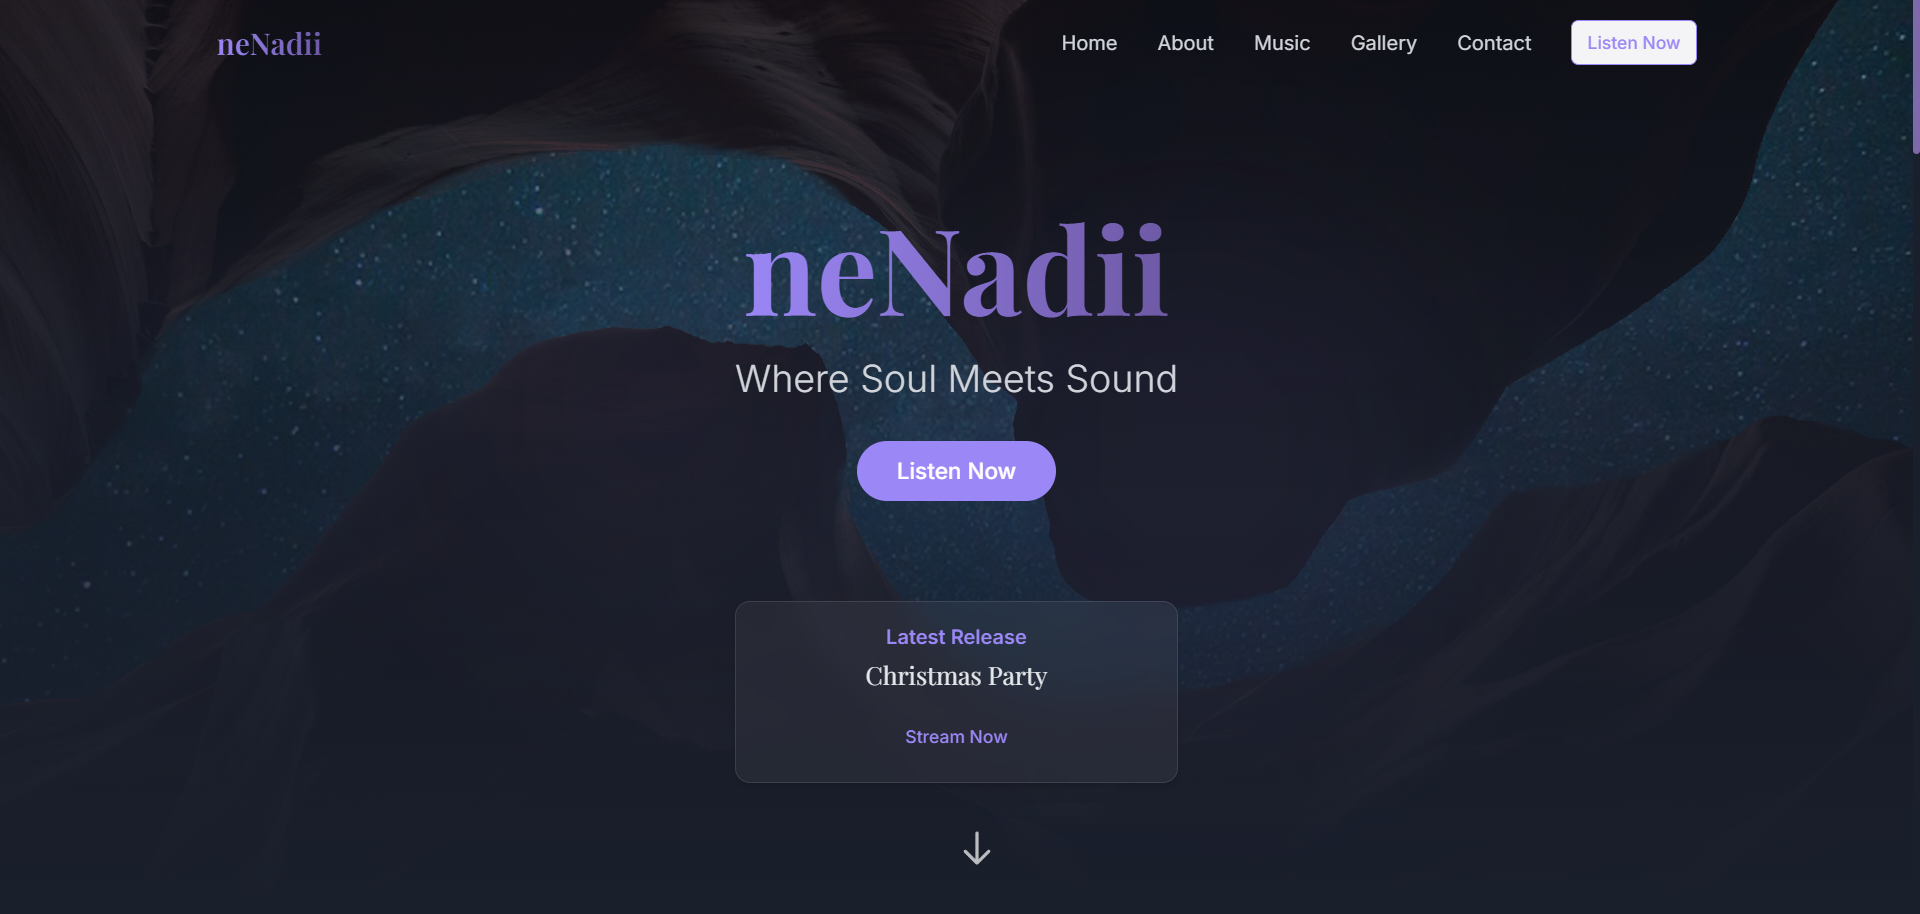 neNadii
Home About Music Gallery Contact Listen Now
neNadii
Where Soul Meets Sound
Listen Now
Latest Release
Christmas Party
Stream Now